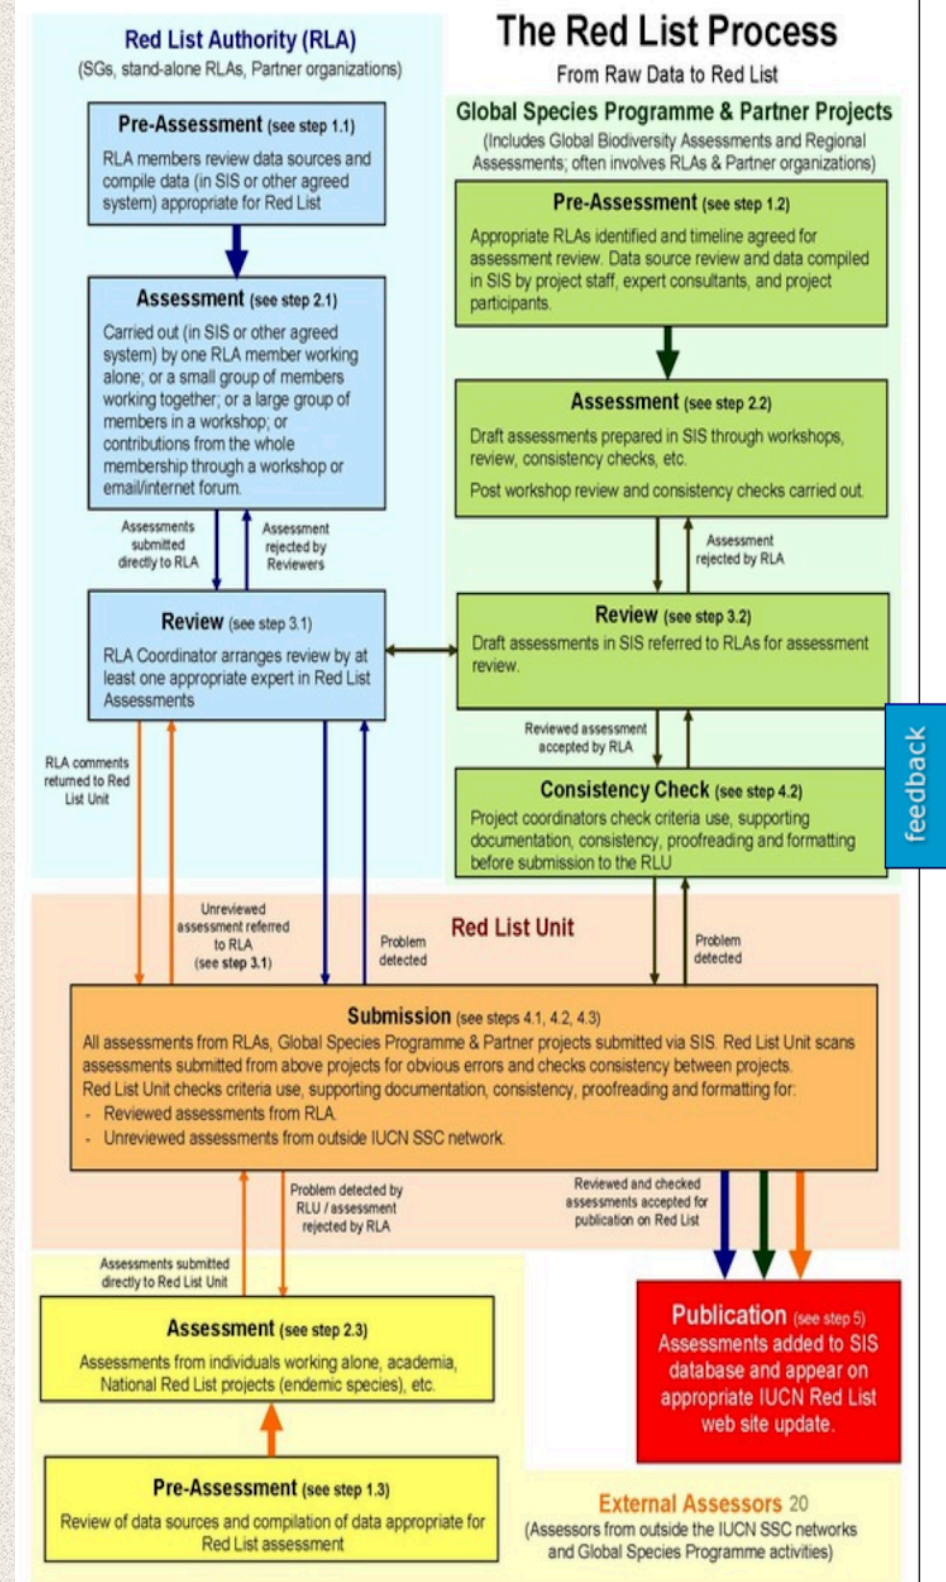 The Red List Process
From Raw Data to Red List
Red List Authority (RLA)
(SGs, stand-alone RLAs, Partner organizations)
Pre-Assessment (see step 1.1)
RLA members review data sources and
compile data (in SIS or other agreed
system) appropriate for Red List
Assessment (see step 2.1)
Carried out (in SIS or other agreed
system) by one RLA member working
alone; or a small group of members
working together; or a large group of
members in a workshop; or
contributions from the whole
membership through a workshop or
email/internet forum.
Assessments
submitted
directly to RLA
Assessment
rejected by
Reviewers
Review (see step 3.1)
RLA Coordinator arranges review by at
least one appropriate expert in Red List
Assessments
RLA comments
returned to Red
List Unit
Global Species Programme & Partner Projects
(Includes Global Biodiversity Assessments and Regional
Assessments; often involves RLAs & Partner organizations)
Pre-Assessment (see step 1.2)
Appropriate RLAs identified and timeline agreed for
assessment review. Data source review and data compiled
in SIS by project staff, expert consultants, and project
participants.
Assessment (see step 2.2)
Draft assessments prepared in SIS through workshops,
review, consistency checks, etc.
Post workshop review and consistency checks carried out.
Assessment
rejected by RLA
Review (see step 3.2)
Draft assessments in SIS referred to RLAs for assessment
review.
Reviewed assessment
accepted by RLA
Consistency Check (see step 4.2)
Project coordinators check criteria use, supporting
documentation, consistency, proofreading and formatting
before submission to the RLU
feedback
Red List Unit
Unreviewed
assessment referred
to RLA
(see step 3.1)
Problem
detected
Problem
detected
Submission (see steps 4.1, 4.2, 4.3)
All assessments from RLAs, Global Species Programme & Partner projects submitted via SIS. Red List Unit scans
assessments submitted from above projects for obvious errors and checks consistency between projects.
Red List Unit checks criteria use, supporting documentation, consistency, proofreading and formatting for:
- Reviewed assessments from RLA
- Unreviewed assessments from outside IUCN SSC network.
Problem detected by
RLU / assessment
rejected by RLA
Reviewed and checked
assessments accepted for
publication on Red List
Assessments submitted
directly to Red List Unit
Assessment (see step 2.3)
Assessments from individuals working alone, academia,
National Red List projects (endemic species), etc.
Pre-Assessment (see step 1.3)
Review of data sources and compilation of data appropriate for
Red List assessment
Publication (see step 5)
Assessments added to SIS
database and appear on
appropriate IUCN Red List
web site update.
External Assessors 20
(Assessors from outside the IUCN SSC networks
and Global Species Programme activities)